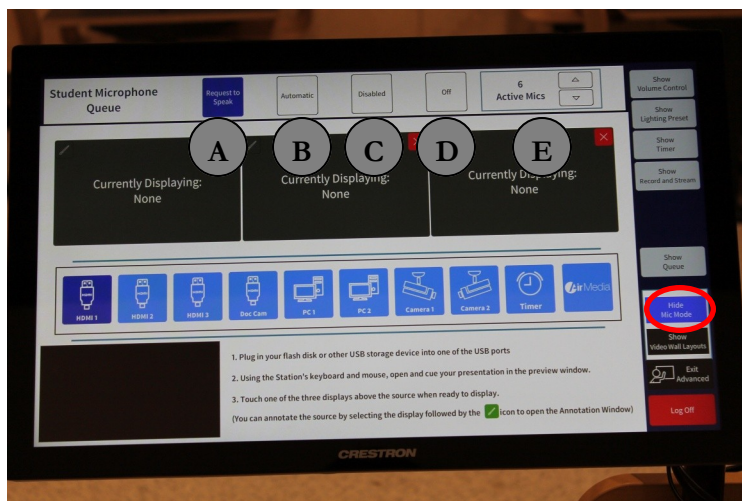 Student Microphone
Queue
Request to
Speak
Automatic
Disabled
Off
6
Active Mics
Show
Volume Control
Show
Lighting Preset
Show
Timer
Show
Record and Stream
A
B
C
D
E
Currently Displaying:
None
Currently Displaying:
None
Currently Displaying:
None
Show
Queue
HDMI 1
HDMI 2
HDMI 3
Doc Cam
PC 1
PC 2
Camera 1
Camera 2
Timer
AirMedia
Hide
Mic Mode
Show
Video Wall Layouts
Exit
Advanced
Log Off
1. Plug in your flash disk or other USB storage device into one of the USB ports
2. Using the Station's keyboard and mouse, open and cue your presentation in the preview window.
3. Touch one of the three displays above the source when ready to display.
(You can annotate the source by selecting the display followed by the icon to open the Annotation Window)
CRESTRON